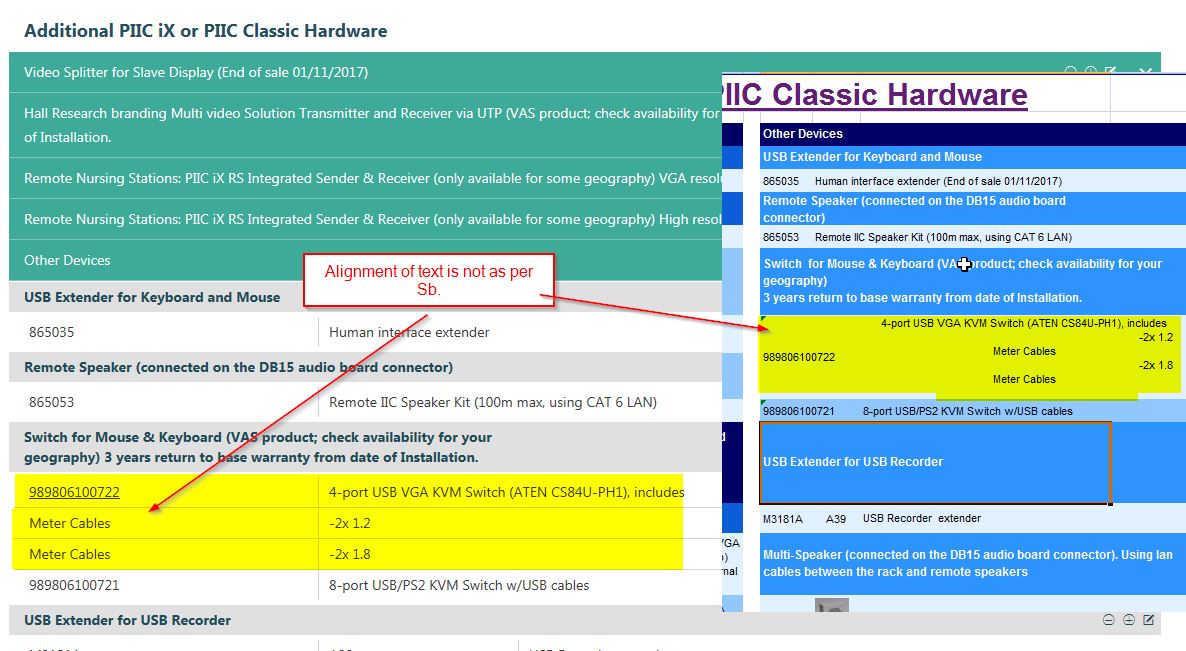 Additional PIIC iX or PIIC Classic Hardware
Video Splitter for Slave Display (End of sale 01/11/2017)
Hall Research branding Multi video Solution Transmitter and Receiver via UTP (VAS product; check availability for
of Installation.
Remote Nursing Stations: PIIC iX RS Integrated Sender & Receiver (only available for some geography) VGA
Remote Nursing Stations: PIIC iX RS Integrated Sender & Receiver (only available for some geography) High
Other Devices
USB Extender for Keyboard and Mouse
865035 Human interface extender
Remote Speaker (connected on the DB15 audio board connector)
865053 Remote IIC Speaker Kit (100m max, using CAT 6 LAN)
Switch for Mouse & Keyboard (VAS product; check availability for your
geography) 3 years return to base warranty from date of Installation.
989806100722 4-port USB VGA KVM Switch (ATEN CS84U-PH1), includes
Meter Cables -2x 1.2
Meter Cables -2x 1.8
989806100721 8-port USB/PS2 KVM Switch w/USB cables
USB Extender for USB Recorder
Alignment of text is not as per
Sb.
PIIC Classic Hardware
Other Devices
USB Extender for Keyboard and Mouse
865035 Human interface extender (End of sale 01/11/2017)
Remote Speaker (connected on the DB15 audio board
connector)
865053 Remote IIC Speaker Kit (100m max, using CAT 6 LAN)
Switch for Mouse & Keyboard (VA product; check availability for your
geography)
3 years return to base warranty from date of Installation.
4-port USB VGA KVM Switch (ATEN CS84U-PH1), includes
-2x 1.2
989806100722 Meter Cables
-2x 1.8
Meter Cables
989806100721 8-port USB/PS2 KVM Switch w/USB cables
USB Extender for USB Recorder
M3181A A39 USB Recorder extender
Multi-Speaker (connected on the DB15 audio board connector). Using lan
cables between the rack and remote speakers